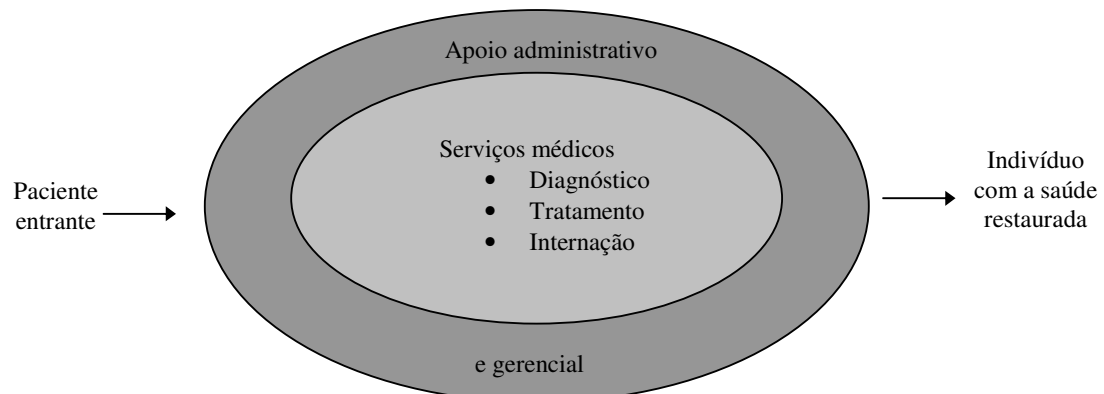 Apoio administrativo
Serviços médicos
• Diagnóstico
• Tratamento
• Internação
Paciente
entrante
Indivíduo
com a saúde
restaurada
e gerencial